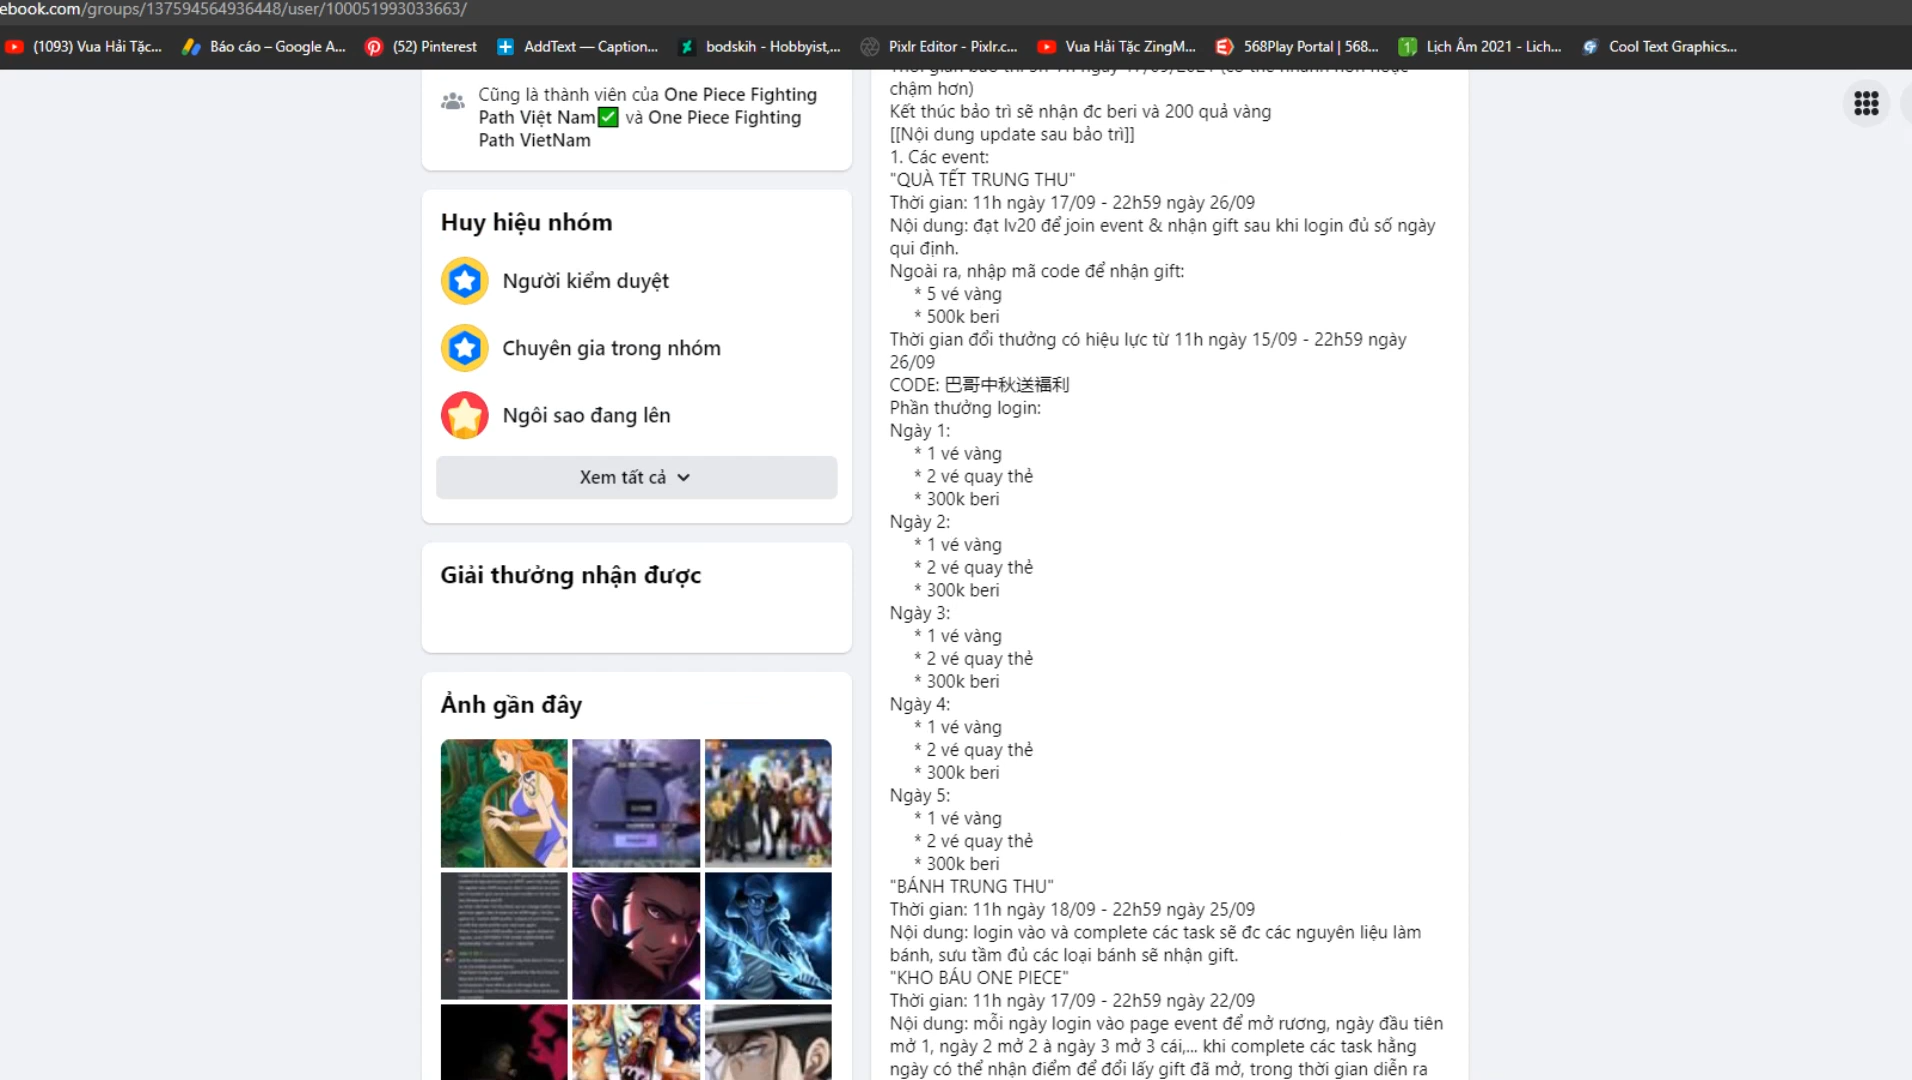 ebook.com/groups/137594564936448/user/100051993033663/
(1093) Vua Hải Tặc...
Báo cáo – Google A...
(52) Pinterest
AddText — Caption...
bodskih - Hobbyist,...
Pixlr Editor - Pixlr.c...
Vua Hải Tặc ZingM...
568Play Portal | 568...
Lịch Âm 2021 - Lich...
Cool Text Graphics...
Cũng là thành viên của One Piece Fighting
Path Việt Nam✅ và One Piece Fighting
Path VietNam
Huy hiệu nhóm
Người kiểm duyệt
Chuyên gia trong nhóm
Ngôi sao đang lên
Xem tất cả
Giải thưởng nhận được
Ảnh gần đây
chậm hơn)
Kết thúc bảo trì sẽ nhận đc beri và 200 quả vàng
[[Nội dung update sau bảo trì]]
1. Các event:
"QUÀ TẾT TRUNG THU"
Thời gian: 11h ngày 17/09 - 22h59 ngày 26/09
Nội dung: đạt lv20 để join event & nhận gift sau khi login đủ số ngày
qui định.
Ngoài ra, nhập mã code để nhận gift:
* 5 vé vàng
* 500k beri
Thời gian đổi thưởng có hiệu lực từ 11h ngày 15/09 - 22h59 ngày
26/09
CODE: 巴哥中秋送福利
Phần thưởng login:
Ngày 1:
* 1 vé vàng
* 2 vé quay thẻ
* 300k beri
Ngày 2:
* 1 vé vàng
* 2 vé quay thẻ
* 300k beri
Ngày 3:
* 1 vé vàng
* 2 vé quay thẻ
* 300k beri
Ngày 4:
* 1 vé vàng
* 2 vé quay thẻ
* 300k beri
Ngày 5:
* 1 vé vàng
* 2 vé quay thẻ
* 300k beri
"BÁNH TRUNG THU"
Thời gian: 11h ngày 18/09 - 22h59 ngày 25/09
Nội dung: login vào và complete các task sẽ đc các nguyên liệu làm
bánh, sưu tầm đủ các loại bánh sẽ nhận gift.
"KHO BÁU ONE PIECE"
Thời gian: 11h ngày 17/09 - 22h59 ngày 22/09
Nội dung: mỗi ngày login vào page event để mở rương, ngày đầu tiên
mở 1, ngày 2 mở 2 à ngày 3 mở 3 cái,... khi complete các task hằng
ngày có thể nhận điểm để đổi lấy gift đã mở, trong thời gian diễn ra